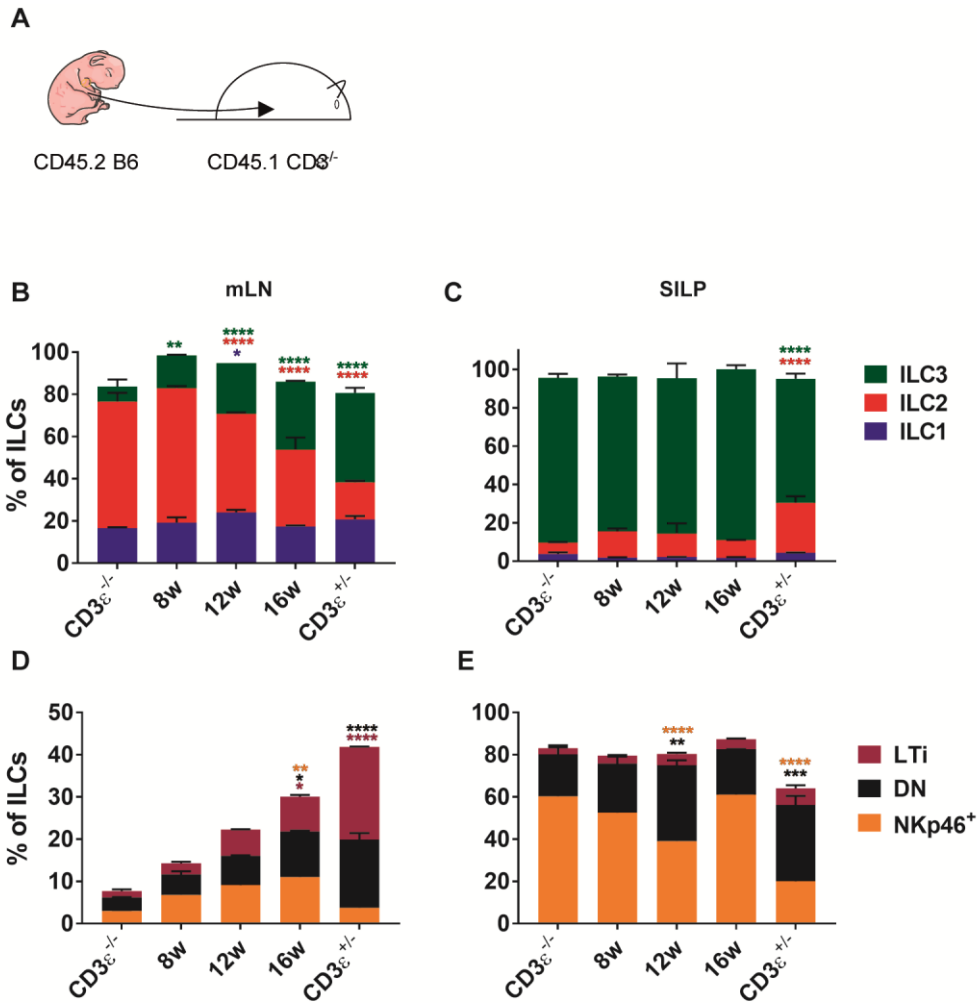 A
CD45.2 B6
CD45.1 CD3ε-/-
B
mLN
C
SILP
**
****
****
*
****
****
****
****
****
****
% of ILCs
100
80
60
40
20
0
100
80
60
40
20
0
ILC3
ILC2
ILC1
CD3ε-/-
8w
12w
16w
CD3ε+/-
CD3ε-/-
8w
12w
16w
CD3ε+/-
D
E
% of ILCs
50
40
30
20
10
0
**
*
*
****
****
100
80
60
40
20
0
****
**
****
***
LTi
DN
NKp46+
CD3ε-/-
8w
12w
16w
CD3ε+/-
CD3ε-/-
8w
12w
16w
CD3ε+/-